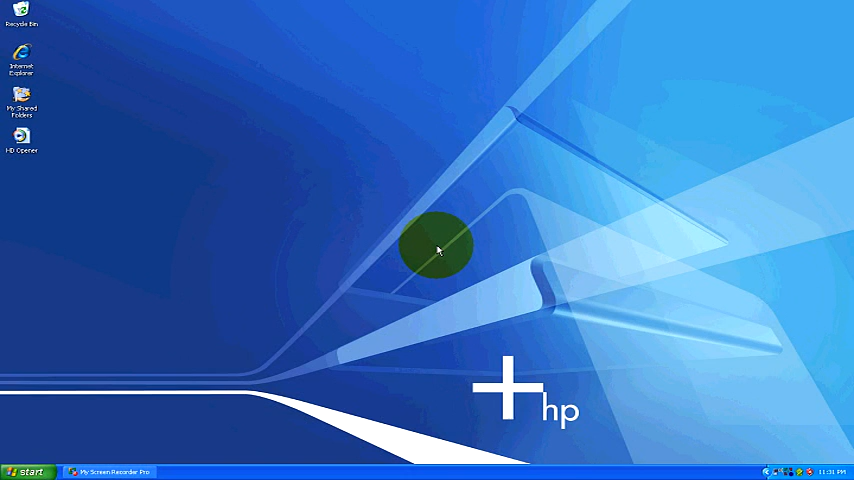 Recycle Bin
Internet
Explorer
My Shared
Folders
HD Opener
hp
start
My Screen Recorder Pro
11:31 PM